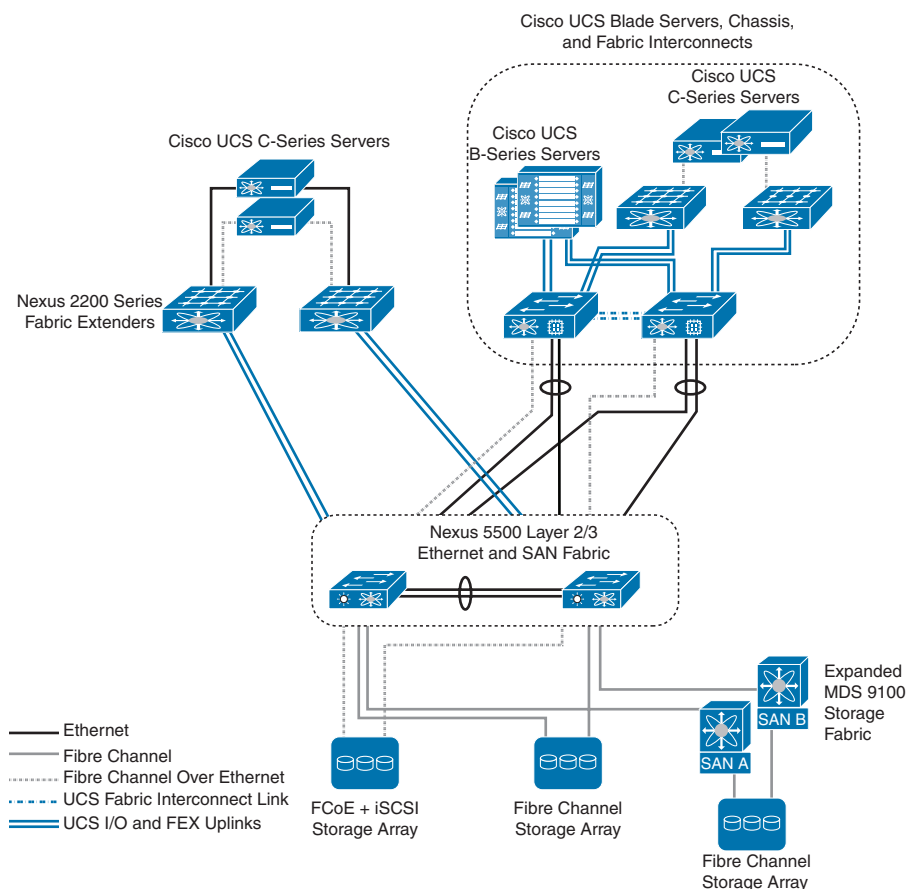 Cisco UCS Blade Servers, Chassis,
and Fabric Interconnects
Cisco UCS
C-Series Servers
Cisco UCS C-Series Servers
Cisco UCS
B-Series Servers
Nexus 2200 Series
Fabric Extenders
Nexus 5500 Layer 2/3
Ethernet and SAN Fabric
Expanded
MDS 9100
Storage
Fabric
SAN B
SAN A
Ethernet
Fibre Channel
Fibre Channel Over Ethernet
UCS Fabric Interconnect Link
UCS I/O and FEX Uplinks
FCoE + iSCSI
Storage Array
Fibre Channel
Storage Array
Fibre Channel
Storage Array